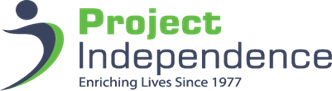 Project
Independence
Enriching Lives Since 1977